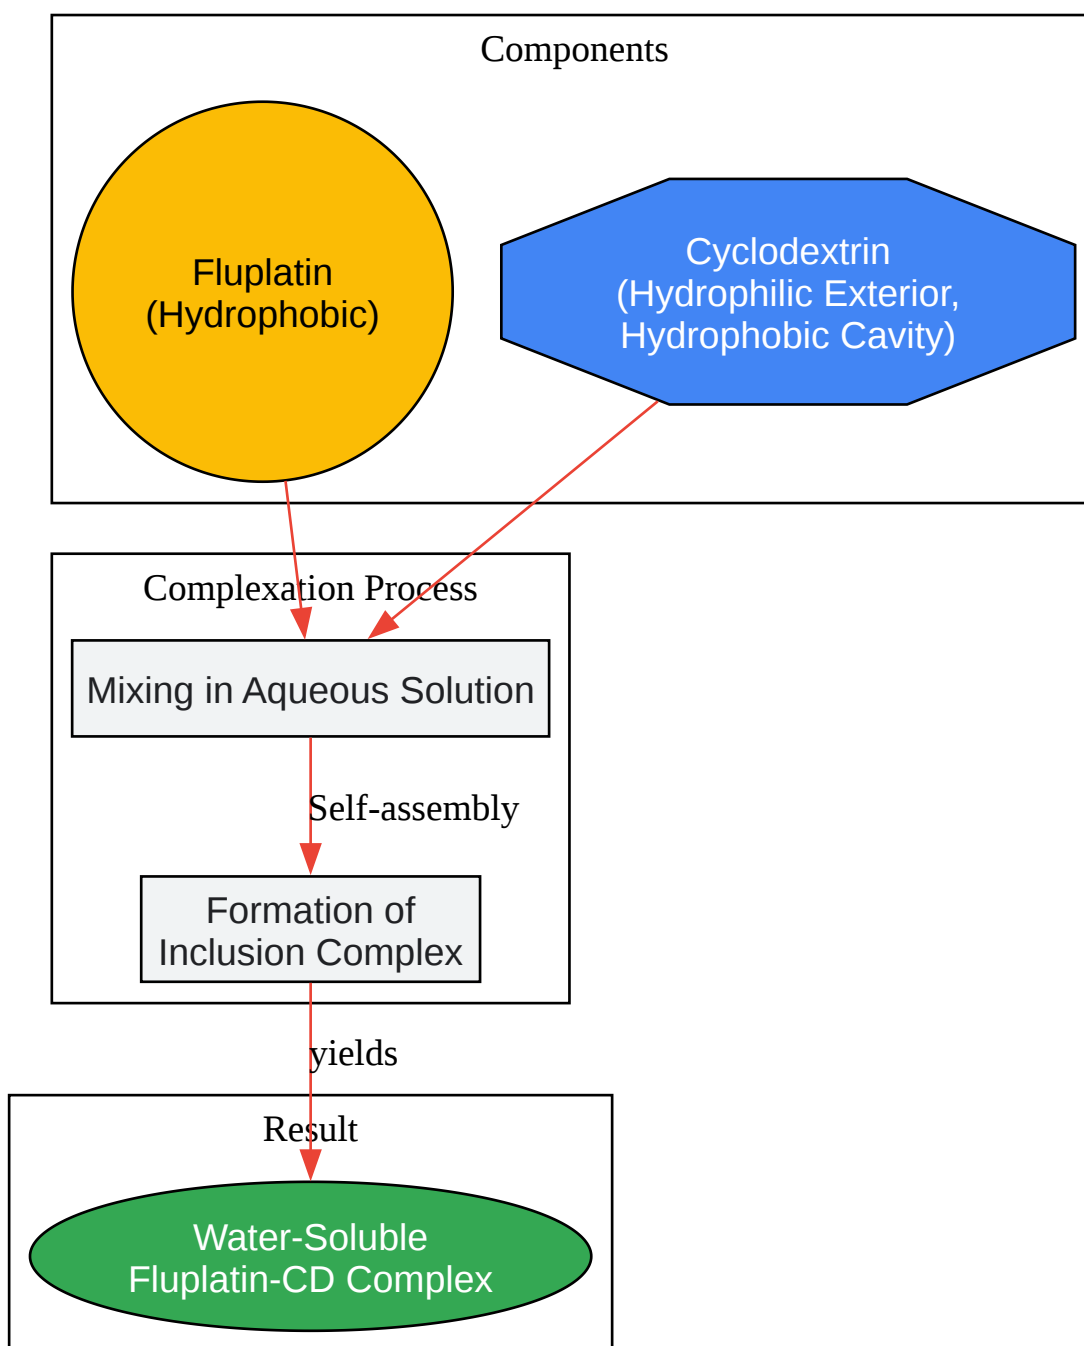 Components
Fluplatin
(Hydrophobic)
Cyclodextrin
(Hydrophilic Exterior,
Hydrophobic Cavity)
Complexation Process
Mixing in Aqueous Solution
Self-assembly
Formation of
Inclusion Complex
yields
Result
Water-Soluble
Fluplatin-CD Complex